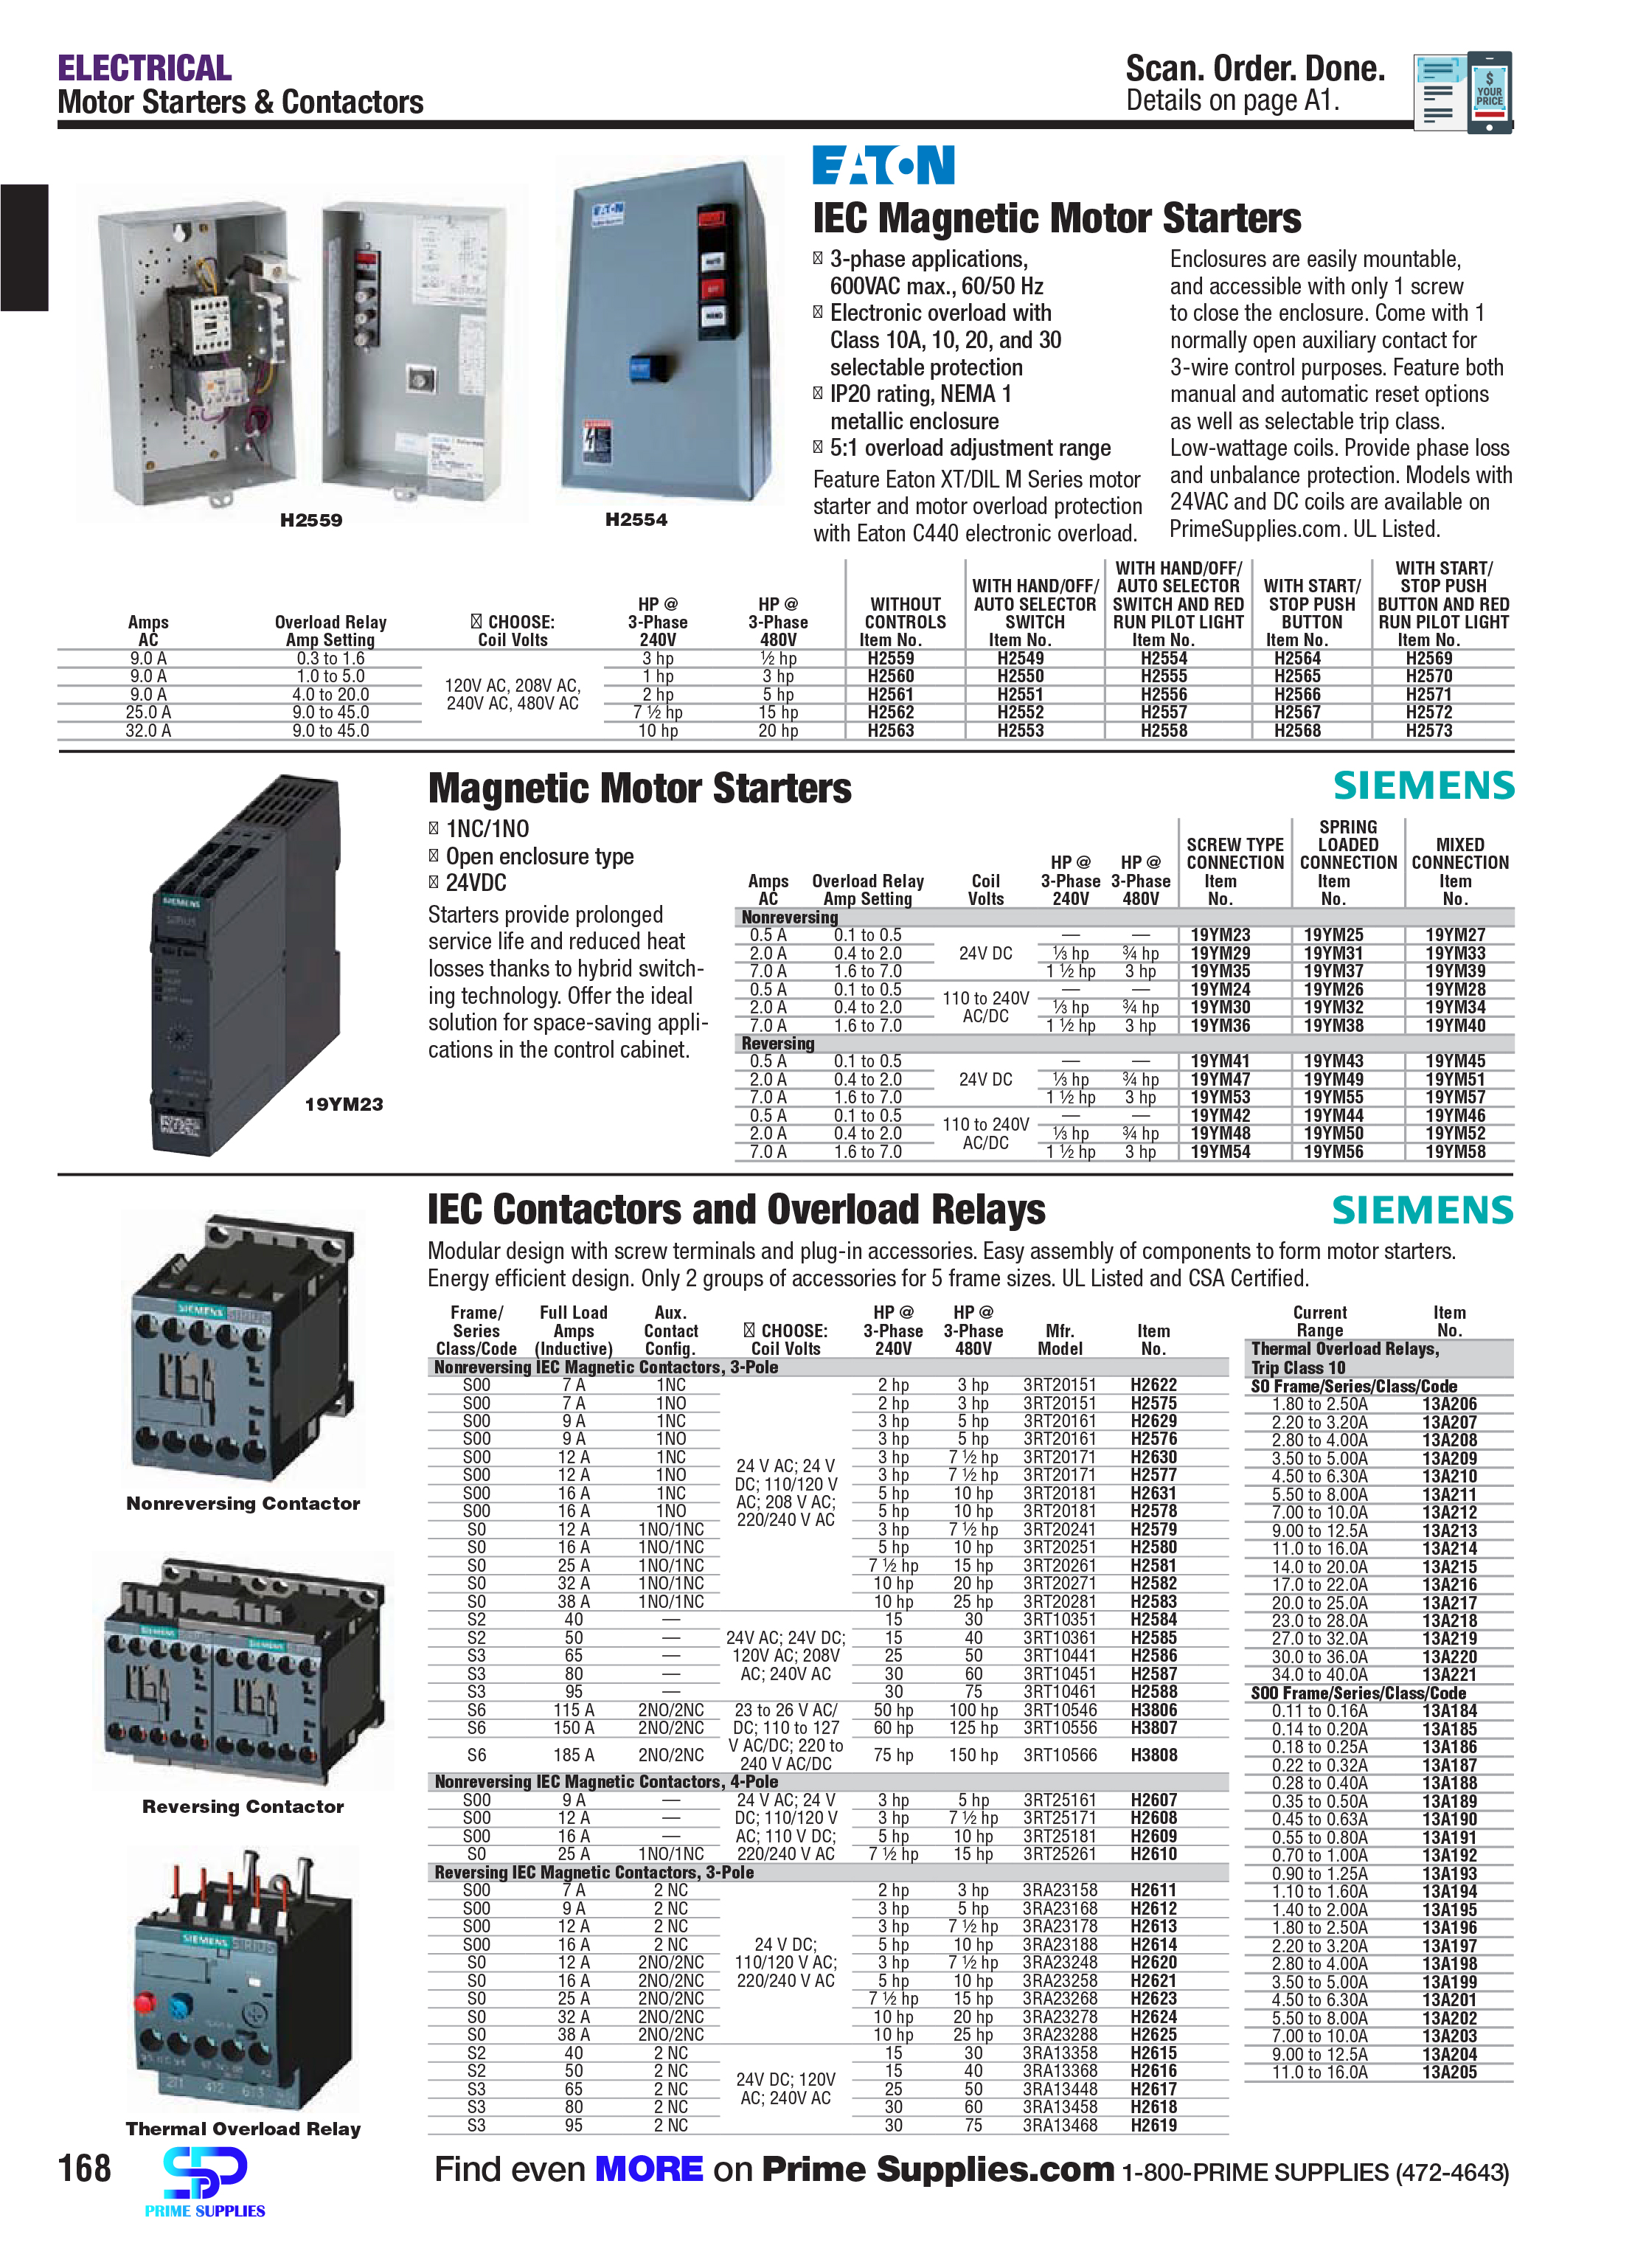 ELECTRICAL
Motor Starters & Contactors
Scan. Order. Done.
Details on page A1.
$
YOUR
PRICE
EATON
IEC Magnetic Motor Starters
3-phase applications,
600VAC max., 60/50 Hz
Electronic overload with
Class 10A, 10, 20, and 30
selectable protection
IP20 rating, NEMA 1
metallic enclosure
5:1 overload adjustment range
Feature Eaton XT/DIL M Series motor
starter and motor overload protection
with Eaton C440 electronic overload.
Enclosures are easily mountable,
and accessible with only 1 screw
to close the enclosure. Come with 1
normally open auxiliary contact for
3-wire control purposes. Feature both
manual and automatic reset options
as well as selectable trip class.
Low-wattage coils. Provide phase loss
and unbalance protection. Models with
24VAC and DC coils are available on
PrimeSupplies.com. UL Listed.
H2559
H2554
Amps AC
Overload Relay Amp Setting
CHOOSE: Coil Volts
HP @ 3-Phase 240V
HP @ 3-Phase 480V
WITHOUT CONTROLS Item No.
WITH HAND/OFF/ AUTO SELECTOR SWITCH Item No.
WITH HAND/OFF/ AUTO SELECTOR SWITCH AND RED RUN PILOT LIGHT Item No.
WITH START/ STOP PUSH BUTTON Item No.
WITH START/ STOP PUSH BUTTON AND RED RUN PILOT LIGHT Item No.
120V AC, 208V AC,
240V AC, 480V AC
9.0 A 0.3 to 1.6 3 hp ½ hp H2559 H2549 H2554 H2564 H2569
9.0 A 1.0 to 5.0 1 hp 3 hp H2560 H2550 H2555 H2565 H2570
9.0 A 4.0 to 20.0 2 hp 5 hp H2561 H2551 H2556 H2566 H2571
25.0 A 9.0 to 45.0 7 ½ hp 15 hp H2562 H2552 H2557 H2567 H2572
32.0 A 9.0 to 45.0 10 hp 20 hp H2563 H2553 H2558 H2568 H2573
Magnetic Motor Starters
SIEMENS
1NC/1NO
Open enclosure type
24VDC
Starters provide prolonged
service life and reduced heat
losses thanks to hybrid switch-
ing technology. Offer the ideal
solution for space-saving appli-
cations in the control cabinet.
19YM23
Amps AC
Overload Relay Amp Setting
Coil Volts
HP @ 3-Phase 240V
HP @ 3-Phase 480V
SCREW TYPE CONNECTION Item No.
SPRING LOADED CONNECTION Item No.
MIXED CONNECTION Item No.
Nonreversing
24V DC
0.5 A 0.1 to 0.5 — — 19YM23 19YM25 19YM27
2.0 A 0.4 to 2.0 ⅓ hp ¾ hp 19YM29 19YM31 19YM33
7.0 A 1.6 to 7.0 1 ½ hp 3 hp 19YM35 19YM37 19YM39
110 to 240V
AC/DC
0.5 A 0.1 to 0.5 — — 19YM24 19YM26 19YM28
2.0 A 0.4 to 2.0 ⅓ hp ¾ hp 19YM30 19YM32 19YM34
7.0 A 1.6 to 7.0 1 ½ hp 3 hp 19YM36 19YM38 19YM40
Reversing
24V DC
0.5 A 0.1 to 0.5 — — 19YM41 19YM43 19YM45
2.0 A 0.4 to 2.0 ⅓ hp ¾ hp 19YM47 19YM49 19YM51
7.0 A 1.6 to 7.0 1 ½ hp 3 hp 19YM53 19YM55 19YM57
110 to 240V
AC/DC
0.5 A 0.1 to 0.5 — — 19YM42 19YM44 19YM46
2.0 A 0.4 to 2.0 ⅓ hp ¾ hp 19YM48 19YM50 19YM52
7.0 A 1.6 to 7.0 1 ½ hp 3 hp 19YM54 19YM56 19YM58
IEC Contactors and Overload Relays
SIEMENS
Modular design with screw terminals and plug-in accessories. Easy assembly of components to form motor starters.
Energy efficient design. Only 2 groups of accessories for 5 frame sizes. UL Listed and CSA Certified.
Nonreversing Contactor
Reversing Contactor
Thermal Overload Relay
Frame/ Series Class/Code
Full Load Amps (Inductive)
Aux. Contact Config.
CHOOSE: Coil Volts
HP @ 3-Phase 240V
HP @ 3-Phase 480V
Mfr. Model
Item No.
Nonreversing IEC Magnetic Contactors, 3-Pole
24 V AC; 24 V
DC; 110/120 V
AC; 208 V AC;
220/240 V AC
S00 7 A 1NC 2 hp 3 hp 3RT20151 H2622
S00 7 A 1NO 2 hp 3 hp 3RT20151 H2575
S00 9 A 1NC 3 hp 5 hp 3RT20161 H2629
S00 9 A 1NO 3 hp 5 hp 3RT20161 H2576
S00 12 A 1NC 3 hp 7 ½ hp 3RT20171 H2630
S00 12 A 1NO 3 hp 7 ½ hp 3RT20171 H2577
S00 16 A 1NC 5 hp 10 hp 3RT20181 H2631
S00 16 A 1NO 5 hp 10 hp 3RT20181 H2578
S0 12 A 1NO/1NC 3 hp 7 ½ hp 3RT20241 H2579
S0 16 A 1NO/1NC 5 hp 10 hp 3RT20251 H2580
S0 25 A 1NO/1NC 7 ½ hp 15 hp 3RT20261 H2581
S0 32 A 1NO/1NC 10 hp 20 hp 3RT20271 H2582
S0 38 A 1NO/1NC 10 hp 25 hp 3RT20281 H2583
24V AC; 24V DC;
120V AC; 208V
AC; 240V AC
S2 40 — 15 30 3RT10351 H2584
S2 50 — 15 40 3RT10361 H2585
S3 65 — 25 50 3RT10441 H2586
S3 80 — 30 60 3RT10451 H2587
S3 95 — 30 75 3RT10461 H2588
23 to 26 V AC/
DC; 110 to 127
V AC/DC; 220 to
240 V AC/DC
S6 115 A 2NO/2NC 50 hp 100 hp 3RT10546 H3806
S6 150 A 2NO/2NC 60 hp 125 hp 3RT10556 H3807
S6 185 A 2NO/2NC 75 hp 150 hp 3RT10566 H3808
Nonreversing IEC Magnetic Contactors, 4-Pole
24 V AC; 24 V
DC; 110/120 V
AC; 110 V DC;
220/240 V AC
S00 9 A — 3 hp 5 hp 3RT25161 H2607
S00 12 A — 3 hp 7 ½ hp 3RT25171 H2608
S00 16 A — 5 hp 10 hp 3RT25181 H2609
S0 25 A 1NO/1NC 7 ½ hp 15 hp 3RT25261 H2610
Reversing IEC Magnetic Contactors, 3-Pole
24 V DC;
110/120 V AC;
220/240 V AC
S00 7 A 2 NC 2 hp 3 hp 3RA23158 H2611
S00 9 A 2 NC 3 hp 5 hp 3RA23168 H2612
S00 12 A 2 NC 3 hp 7 ½ hp 3RA23178 H2613
S00 16 A 2 NC 5 hp 10 hp 3RA23188 H2614
S0 12 A 2NO/2NC 3 hp 7 ½ hp 3RA23248 H2620
S0 16 A 2NO/2NC 5 hp 10 hp 3RA23258 H2621
S0 25 A 2NO/2NC 7 ½ hp 15 hp 3RA23268 H2623
S0 32 A 2NO/2NC 10 hp 20 hp 3RA23278 H2624
S0 38 A 2NO/2NC 10 hp 25 hp 3RA23288 H2625
24V DC; 120V
AC; 240V AC
S2 40 2 NC 15 30 3RA13358 H2615
S2 50 2 NC 15 40 3RA13368 H2616
S3 65 2 NC 25 50 3RA13448 H2617
S3 80 2 NC 30 60 3RA13458 H2618
S3 95 2 NC 30 75 3RA13468 H2619
Current Range
Item No.
Thermal Overload Relays,
Trip Class 10
S0 Frame/Series/Class/Code
1.80 to 2.50A 13A206
2.20 to 3.20A 13A207
2.80 to 4.00A 13A208
3.50 to 5.00A 13A209
4.50 to 6.30A 13A210
5.50 to 8.00A 13A211
7.00 to 10.0A 13A212
9.00 to 12.5A 13A213
11.0 to 16.0A 13A214
14.0 to 20.0A 13A215
17.0 to 22.0A 13A216
20.0 to 25.0A 13A217
23.0 to 28.0A 13A218
27.0 to 32.0A 13A219
30.0 to 36.0A 13A220
34.0 to 40.0A 13A221
S00 Frame/Series/Class/Code
0.11 to 0.16A 13A184
0.14 to 0.20A 13A185
0.18 to 0.25A 13A186
0.22 to 0.32A 13A187
0.28 to 0.40A 13A188
0.35 to 0.50A 13A189
0.45 to 0.63A 13A190
0.55 to 0.80A 13A191
0.70 to 1.00A 13A192
0.90 to 1.25A 13A193
1.10 to 1.60A 13A194
1.40 to 2.00A 13A195
1.80 to 2.50A 13A196
2.20 to 3.20A 13A197
2.80 to 4.00A 13A198
3.50 to 5.00A 13A199
4.50 to 6.30A 13A201
5.50 to 8.00A 13A202
7.00 to 10.0A 13A203
9.00 to 12.5A 13A204
11.0 to 16.0A 13A205
168
PRIME SUPPLIES
Find even MORE on Prime Supplies.com 1-800-PRIME SUPPLIES (472-4643)